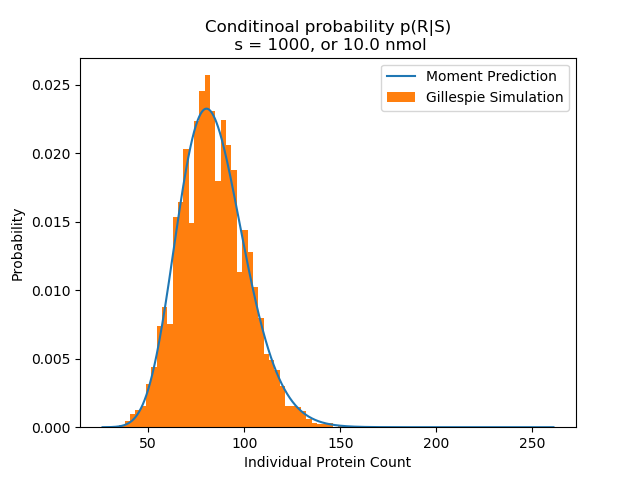 Conditinoal probability p(R|S)
s = 1000, or 10.0 nmol
Moment Prediction
Gillespie Simulation
Probability
0.025
0.020
0.015
0.010
0.005
0.000
50
100
150
200
250
Individual Protein Count